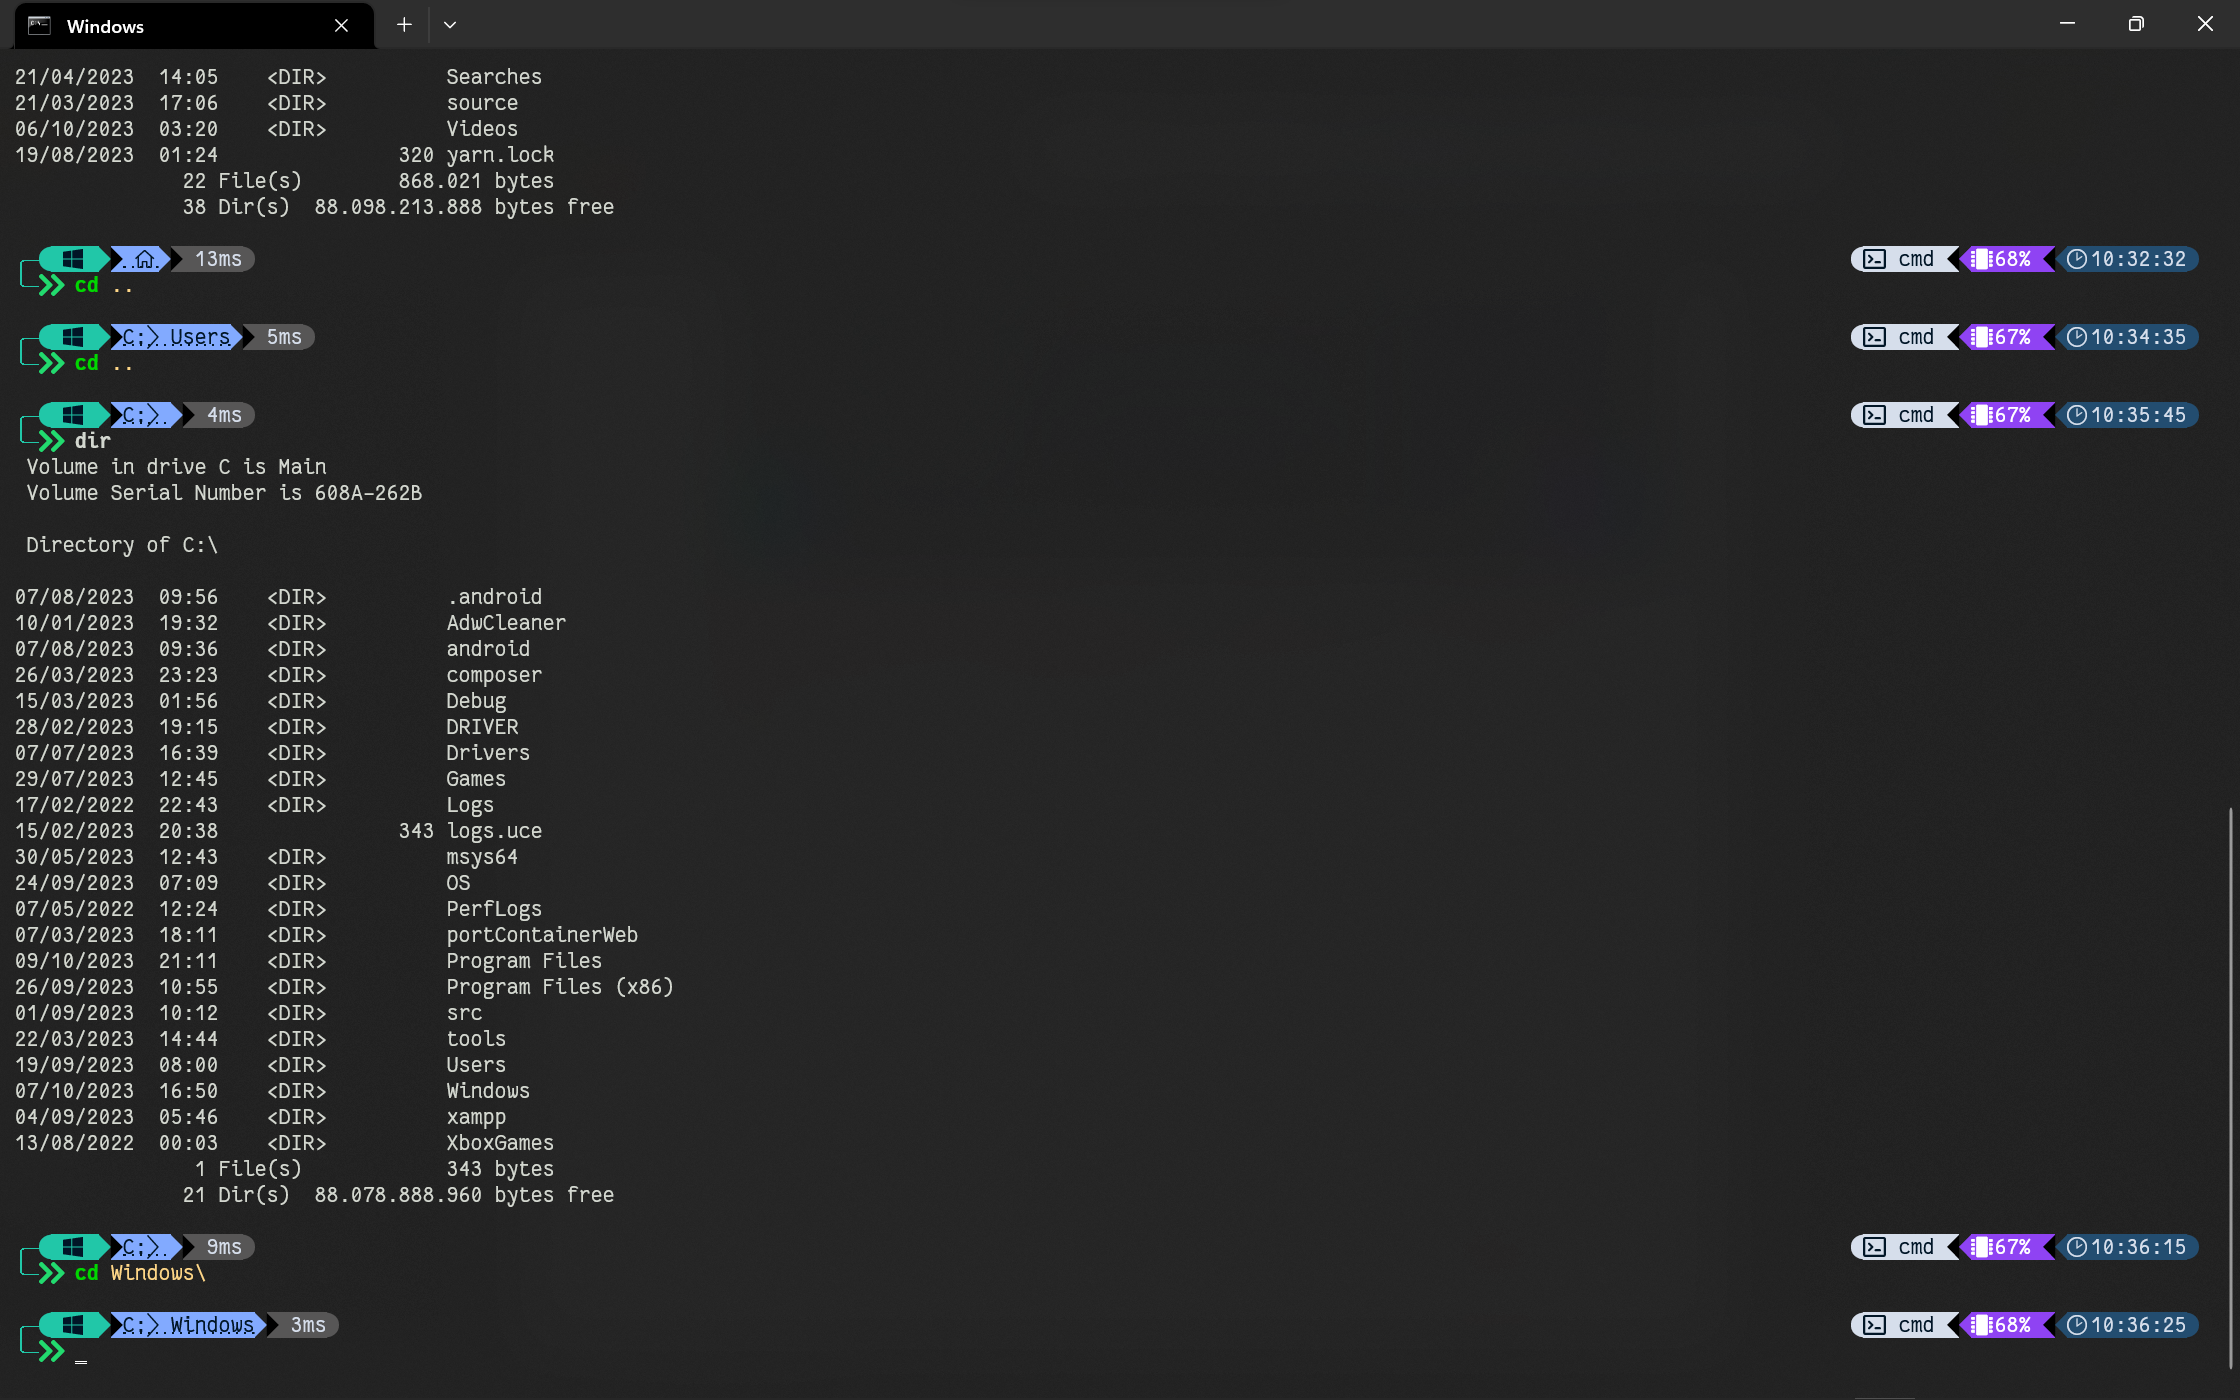 Windows
21/04/2023  14:05    <DIR>          Searches
21/03/2023  17:06    <DIR>          source
06/10/2023  03:20    <DIR>          Videos
19/08/2023  01:24               320 yarn.lock
              22 File(s)        868.021 bytes
              38 Dir(s)  88.098.213.888 bytes free
13ms cmd 68% 10:32:32
cd ..
C: Users 5ms cmd 67% 10:34:35
cd ..
C: 4ms cmd 67% 10:35:45
dir
 Volume in drive C is Main
 Volume Serial Number is 608A-262B
 Directory of C:\
07/08/2023  09:56    <DIR>          .android
10/01/2023  19:32    <DIR>          AdwCleaner
07/08/2023  09:36    <DIR>          android
26/03/2023  23:23    <DIR>          composer
15/03/2023  01:56    <DIR>          Debug
28/02/2023  19:15    <DIR>          DRIVER
07/07/2023  16:39    <DIR>          Drivers
29/07/2023  12:45    <DIR>          Games
17/02/2022  22:43    <DIR>          Logs
15/02/2023  20:38               343 logs.uce
30/05/2023  12:43    <DIR>          msys64
24/09/2023  07:09    <DIR>          OS
07/05/2022  12:24    <DIR>          PerfLogs
07/03/2023  18:11    <DIR>          portContainerWeb
09/10/2023  21:11    <DIR>          Program Files
26/09/2023  10:55    <DIR>          Program Files (x86)
01/09/2023  10:12    <DIR>          src
22/03/2023  14:44    <DIR>          tools
19/09/2023  08:00    <DIR>          Users
07/10/2023  16:50    <DIR>          Windows
04/09/2023  05:46    <DIR>          xampp
13/08/2022  00:03    <DIR>          XboxGames
               1 File(s)            343 bytes
              21 Dir(s)  88.078.888.960 bytes free
C: 9ms cmd 67% 10:36:15
cd Windows\
C: Windows 3ms cmd 68% 10:36:25